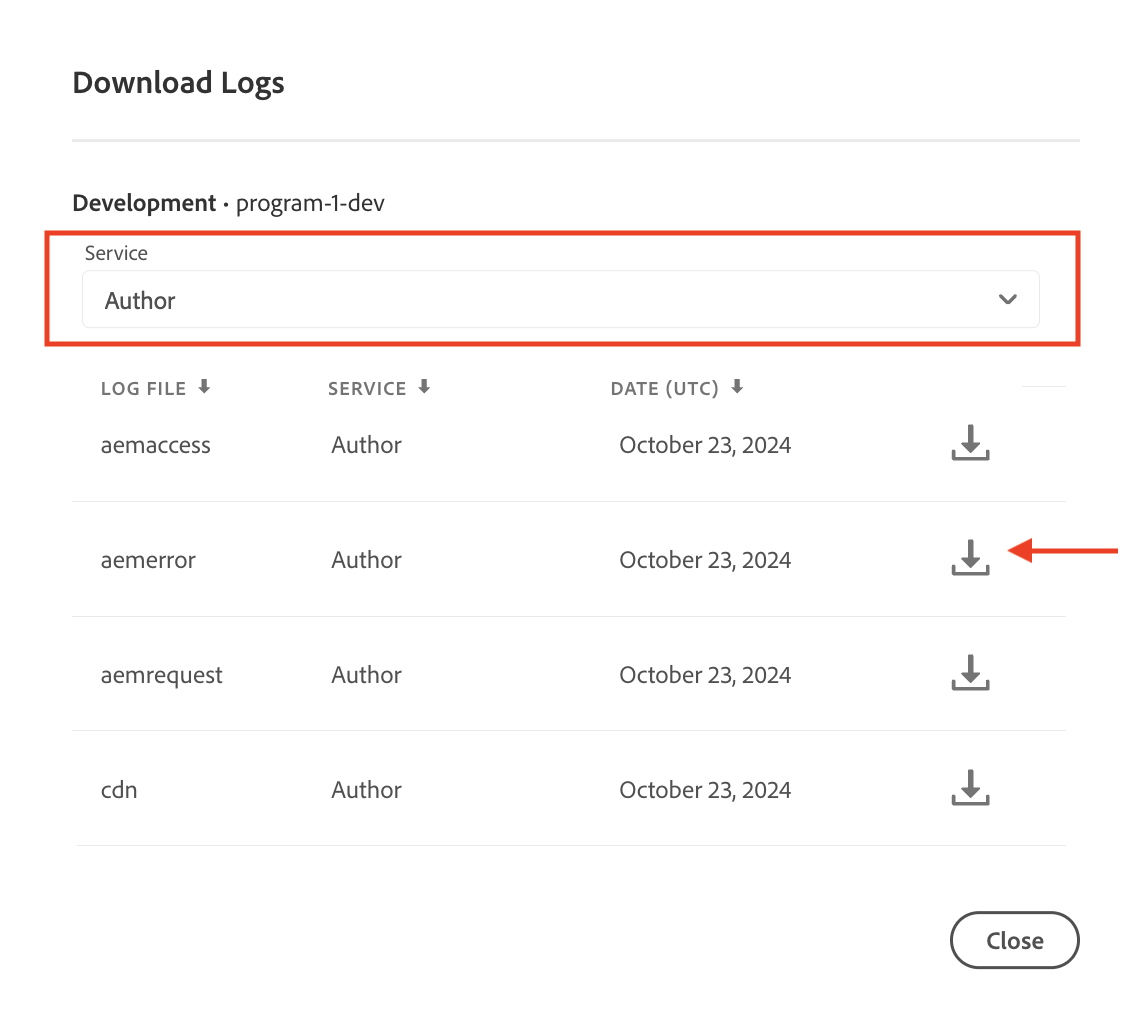 Download Logs
Development • program-1-dev
Service
Author
LOG FILE SERVICE DATE (UTC)
aemaccess Author October 23, 2024
aemerror Author October 23, 2024
aemrequest Author October 23, 2024
cdn Author October 23, 2024
Close